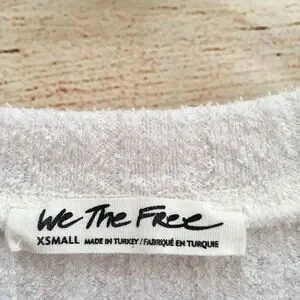 We The Free
XSMALL MADE IN TURKEY / FABRIQUÉ EN TURQUIE